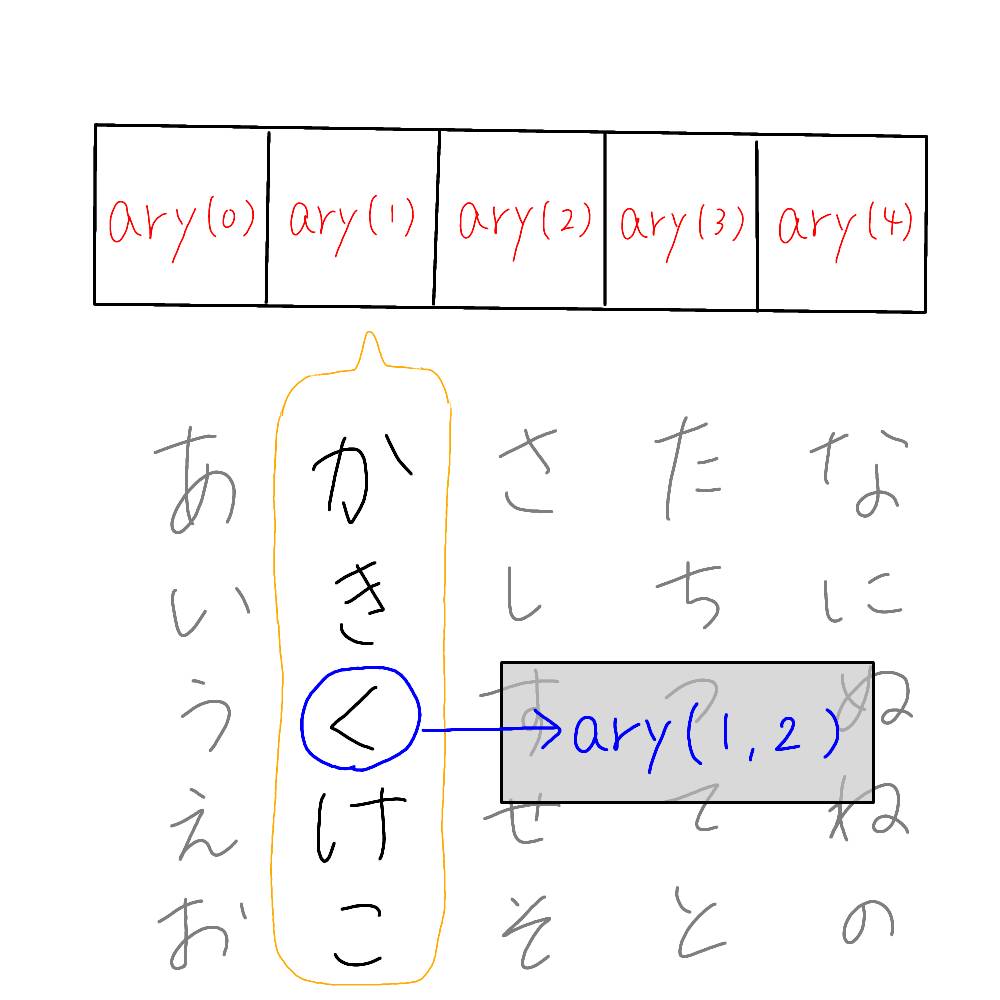 ary(0) ary(1) ary(2) ary(3) ary(4)
あ か さ た な
い き し ち に
う く す つ ぬ
ary(1,2)
え け せ て ね
お こ そ と の